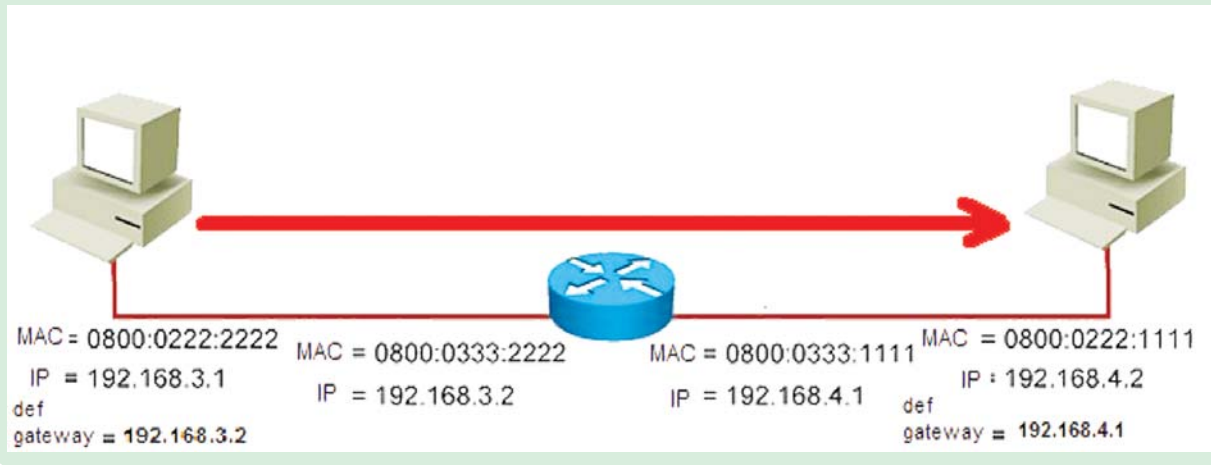 MAC = 0800:0222:2222
IP = 192.168.3.1
def
gateway = 192.168.3.2
MAC = 0800:0333:2222
IP = 192.168.3.2
MAC = 0800:0333:1111
IP = 192.168.4.1
MAC = 0800:0222:1111
IP : 192.168.4.2
def
gateway = 192.168.4.1